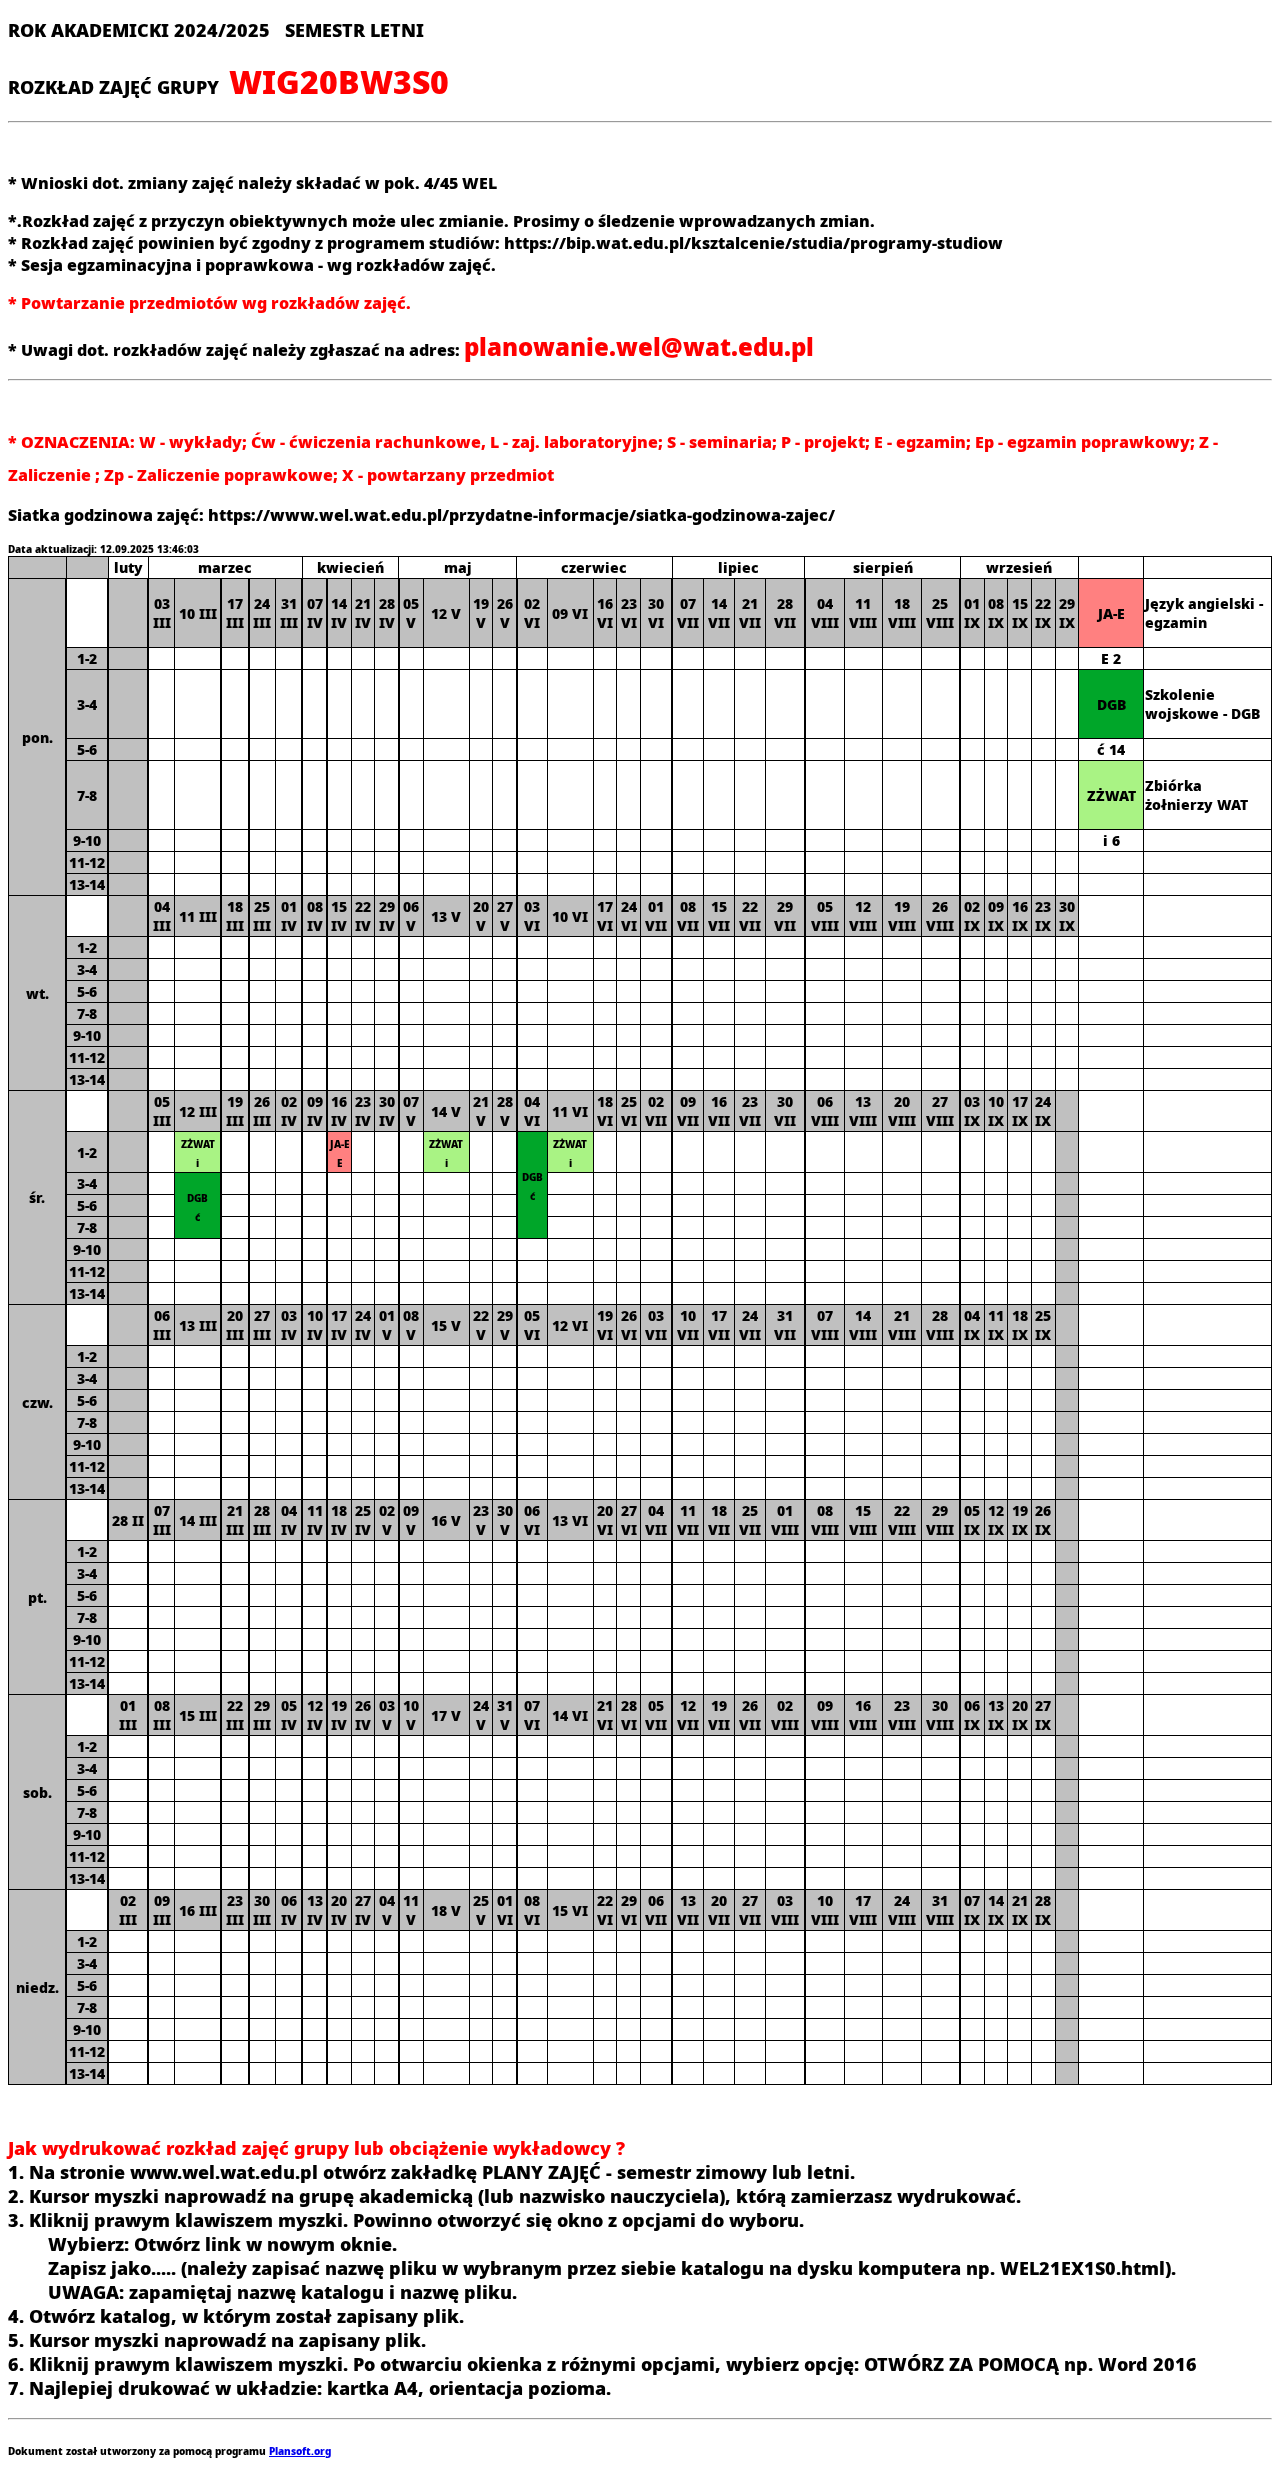 ROK AKADEMICKI 2024/2025 SEMESTR LETNI
ROZKŁAD ZAJĘĆ GRUPY WIG20BW3S0
* Wnioski dot. zmiany zajęć należy składać w pok. 4/45 WEL
*.Rozkład zajęć z przyczyn obiektywnych może ulec zmianie. Prosimy o śledzenie wprowadzanych zmian.
* Rozkład zajęć powinien być zgodny z programem studiów: https://bip.wat.edu.pl/ksztalcenie/studia/programy-studiow
* Sesja egzaminacyjna i poprawkowa - wg rozkładów zajęć.
* Powtarzanie przedmiotów wg rozkładów zajęć.
* Uwagi dot. rozkładów zajęć należy zgłaszać na adres: planowanie.wel@wat.edu.pl
* OZNACZENIA: W - wykłady; Ćw - ćwiczenia rachunkowe, L - zaj. laboratoryjne; S - seminaria; P - projekt; E - egzamin; Ep - egzamin poprawkowy; Z -
Zaliczenie ; Zp - Zaliczenie poprawkowe; X - powtarzany przedmiot
Siatka godzinowa zajęć: https://www.wel.wat.edu.pl/przydatne-informacje/siatka-godzinowa-zajec/
Data aktualizacji: 12.09.2025 13:46:03
luty marzec kwiecień maj czerwiec lipiec sierpień wrzesień
pon. 03 III 10 III 17 III 24 III 31 III 07 IV 14 IV 21 IV 28 IV 05 V 12 V 19 V 26 V 02 VI 09 VI 16 VI 23 VI 30 VI 07 VII 14 VII 21 VII 28 VII 04 VIII 11 VIII 18 VIII 25 VIII 01 IX 08 IX 15 IX 22 IX 29 IX JA-E Język angielski - egzamin
1-2 E 2
3-4 DGB Szkolenie wojskowe - DGB
5-6 ć 14
7-8 ZŻWAT Zbiórka żołnierzy WAT
9-10 i 6
11-12
13-14
wt. 04 III 11 III 18 III 25 III 01 IV 08 IV 15 IV 22 IV 29 IV 06 V 13 V 20 V 27 V 03 VI 10 VI 17 VI 24 VI 01 VII 08 VII 15 VII 22 VII 29 VII 05 VIII 12 VIII 19 VIII 26 VIII 02 IX 09 IX 16 IX 23 IX 30 IX
1-2
3-4
5-6
7-8
9-10
11-12
13-14
śr. 05 III 12 III 19 III 26 III 02 IV 09 IV 16 IV 23 IV 30 IV 07 V 14 V 21 V 28 V 04 VI 11 VI 18 VI 25 VI 02 VII 09 VII 16 VII 23 VII 30 VII 06 VIII 13 VIII 20 VIII 27 VIII 03 IX 10 IX 17 IX 24 IX
1-2 ZŻWAT i JA-E E ZŻWAT i DGB ć ZŻWAT i
3-4 DGB ć
5-6
7-8
9-10
11-12
13-14
czw. 06 III 13 III 20 III 27 III 03 IV 10 IV 17 IV 24 IV 01 V 08 V 15 V 22 V 29 V 05 VI 12 VI 19 VI 26 VI 03 VII 10 VII 17 VII 24 VII 31 VII 07 VIII 14 VIII 21 VIII 28 VIII 04 IX 11 IX 18 IX 25 IX
1-2
3-4
5-6
7-8
9-10
11-12
13-14
pt. 28 II 07 III 14 III 21 III 28 III 04 IV 11 IV 18 IV 25 IV 02 V 09 V 16 V 23 V 30 V 06 VI 13 VI 20 VI 27 VI 04 VII 11 VII 18 VII 25 VII 01 VIII 08 VIII 15 VIII 22 VIII 29 VIII 05 IX 12 IX 19 IX 26 IX
1-2
3-4
5-6
7-8
9-10
11-12
13-14
sob. 01 III 08 III 15 III 22 III 29 III 05 IV 12 IV 19 IV 26 IV 03 V 10 V 17 V 24 V 31 V 07 VI 14 VI 21 VI 28 VI 05 VII 12 VII 19 VII 26 VII 02 VIII 09 VIII 16 VIII 23 VIII 30 VIII 06 IX 13 IX 20 IX 27 IX
1-2
3-4
5-6
7-8
9-10
11-12
13-14
niedz. 02 III 09 III 16 III 23 III 30 III 06 IV 13 IV 20 IV 27 IV 04 V 11 V 18 V 25 V 01 VI 08 VI 15 VI 22 VI 29 VI 06 VII 13 VII 20 VII 27 VII 03 VIII 10 VIII 17 VIII 24 VIII 31 VIII 07 IX 14 IX 21 IX 28 IX
1-2
3-4
5-6
7-8
9-10
11-12
13-14
Jak wydrukować rozkład zajęć grupy lub obciążenie wykładowcy ?
1. Na stronie www.wel.wat.edu.pl otwórz zakładkę PLANY ZAJĘĆ - semestr zimowy lub letni.
2. Kursor myszki naprowadź na grupę akademicką (lub nazwisko nauczyciela), którą zamierzasz wydrukować.
3. Kliknij prawym klawiszem myszki. Powinno otworzyć się okno z opcjami do wyboru.
Wybierz: Otwórz link w nowym oknie.
Zapisz jako..... (należy zapisać nazwę pliku w wybranym przez siebie katalogu na dysku komputera np. WEL21EX1S0.html).
UWAGA: zapamiętaj nazwę katalogu i nazwę pliku.
4. Otwórz katalog, w którym został zapisany plik.
5. Kursor myszki naprowadź na zapisany plik.
6. Kliknij prawym klawiszem myszki. Po otwarciu okienka z różnymi opcjami, wybierz opcję: OTWÓRZ ZA POMOCĄ np. Word 2016
7. Najlepiej drukować w układzie: kartka A4, orientacja pozioma.
Dokument został utworzony za pomocą programu Plansoft.org